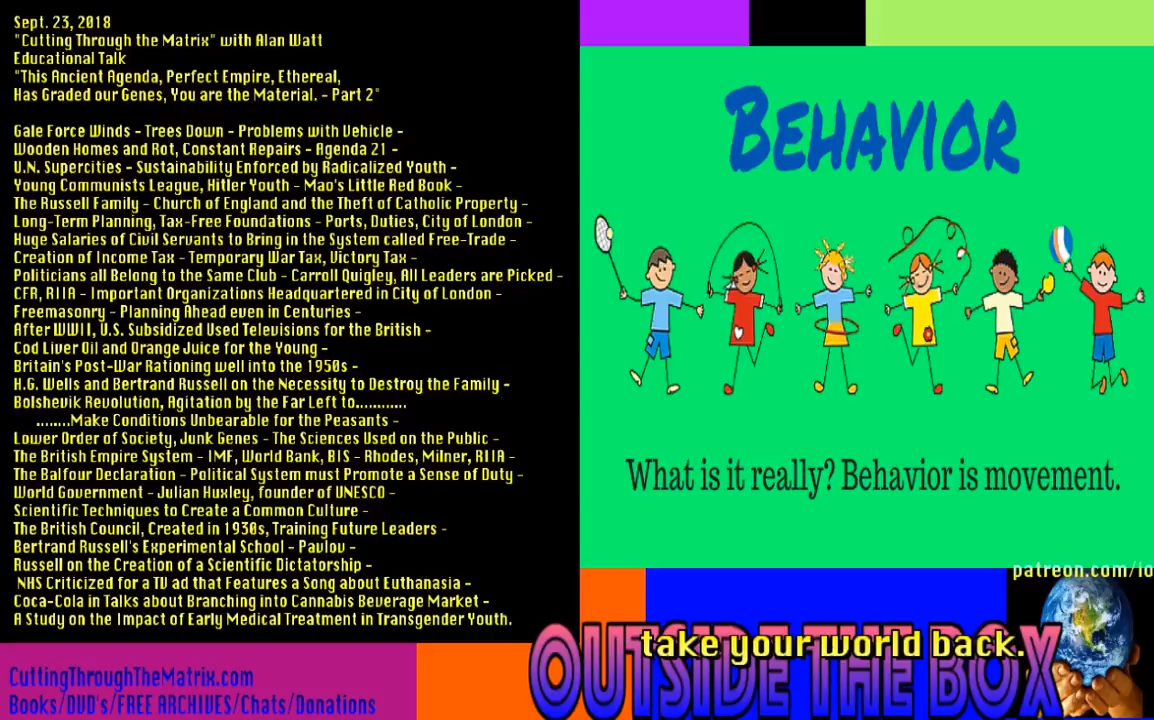 Sept. 23, 2018
"Cutting Through the Matrix" with Alan Watt
Educational Talk
"This Ancient Agenda, Perfect Empire, Ethereal,
Has Graded our Genes, You are the Material. - Part 2"
Gale Force Winds - Trees Down - Problems with Vehicle -
Wooden Homes and Rot, Constant Repairs - Agenda 21 -
U.N. Supercities - Sustainability Enforced by Radicalized Youth -
Young Communists League, Hitler Youth - Mao's Little Red Book -
The Russell Family - Church of England and the Theft of Catholic Property -
Long-Term Planning, Tax-Free Foundations - Ports, Duties, City of London -
Huge Salaries of Civil Servants to Bring in the System called Free-Trade -
Creation of Income Tax - Temporary War Tax, Victory Tax -
Politicians all Belong to the Same Club - Carroll Quigley, All Leaders are Picked -
CFR, RIIA - Important Organizations Headquartered in City of London -
Freemasonry - Planning Ahead even in Centuries -
After WWII, U.S. Subsidized Used Televisions for the British -
Cod Liver Oil and Orange Juice for the Young -
Britain's Post-War Rationing well into the 1950s -
H.G. Wells and Bertrand Russell on the Necessity to Destroy the Family -
Bolshevik Revolution, Agitation by the Far Left to............
........Make Conditions Unbearable for the Peasants -
Lower Order of Society, Junk Genes - The Sciences Used on the Public -
The British Empire System - IMF, World Bank, BIS - Rhodes, Milner, RIIA -
The Balfour Declaration - Political System must Promote a Sense of Duty -
World Government - Julian Huxley, founder of UNESCO -
Scientific Techniques to Create a Common Culture -
The British Council, Created in 1930s, Training Future Leaders -
Bertrand Russell's Experimental School - Pavlov -
Russell on the Creation of a Scientific Dictatorship -
NHS Criticized for a TV ad that Features a Song about Euthanasia -
Coca-Cola in Talks about Branching into Cannabis Beverage Market -
A Study on the Impact of Early Medical Treatment in Transgender Youth.
CuttingThroughTheMatrix.com
Books/DVD's/FREE ARCHIVES/Chats/Donations
BEHAVIOR
What is it really? Behavior is movement.
patreon.com/lo
take your world back.
OUTSIDE THE BOX